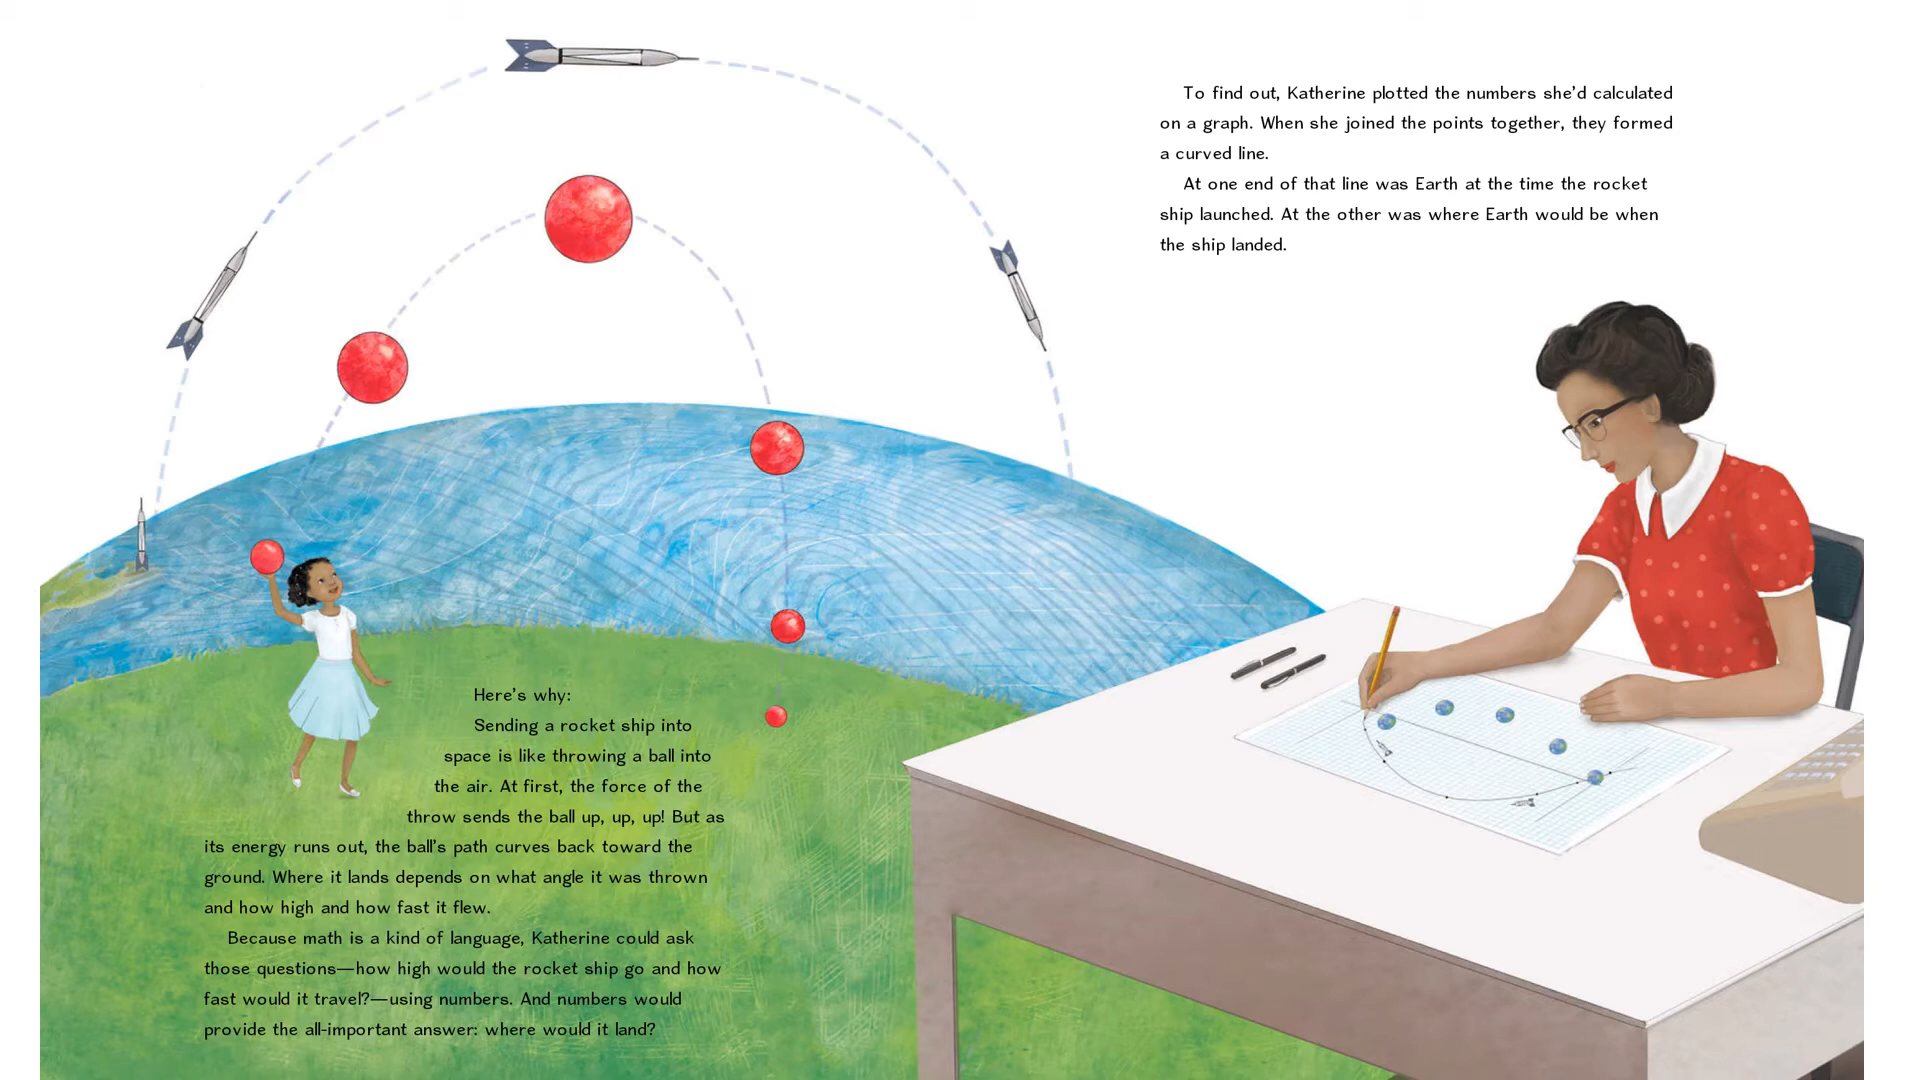 Here's why:
Sending a rocket ship into
space is like throwing a ball into
the air. At first, the force of the
throw sends the ball up, up, up! But as
its energy runs out, the ball's path curves back toward the
ground. Where it lands depends on what angle it was thrown
and how high and how fast it flew.
Because math is a kind of language, Katherine could ask
those questions—how high would the rocket ship go and how
fast would it travel?—using numbers. And numbers would
provide the all-important answer: where would it land?
To find out, Katherine plotted the numbers she'd calculated
on a graph. When she joined the points together, they formed
a curved line.
At one end of that line was Earth at the time the rocket
ship launched. At the other was where Earth would be when
the ship landed.